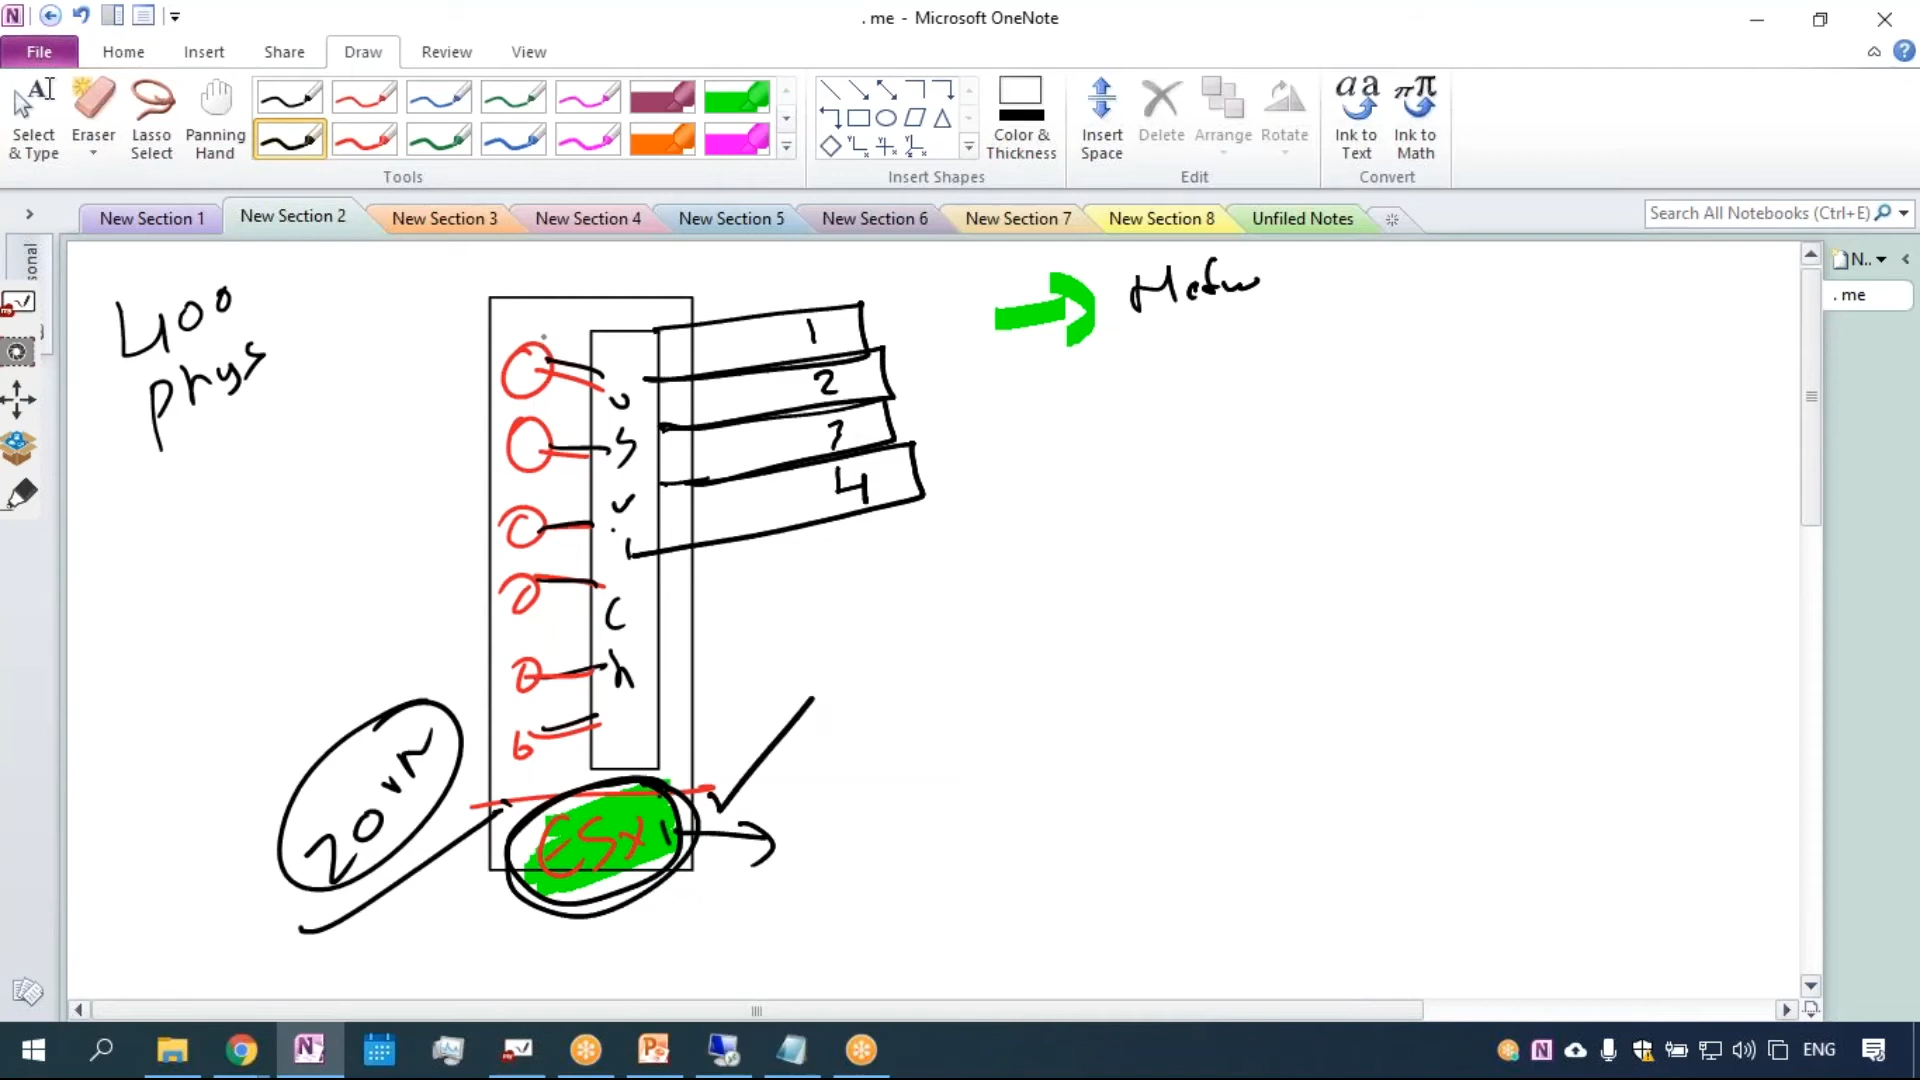 . me - Microsoft OneNote
File
Home
Insert
Share
Draw
Review
View
Select & Type
Eraser
Lasso Select
Panning Hand
Color & Thickness
Insert Space
Delete
Arrange
Rotate
Ink to Text
Ink to Math
Tools
Insert Shapes
Edit
Convert
New Section 1
New Section 2
New Section 3
New Section 4
New Section 5
New Section 6
New Section 7
New Section 8
Unfiled Notes
Search All Notebooks (Ctrl+E)
sonal
N..
. me
400
phys
1
2
3
4
ESXi
ENG